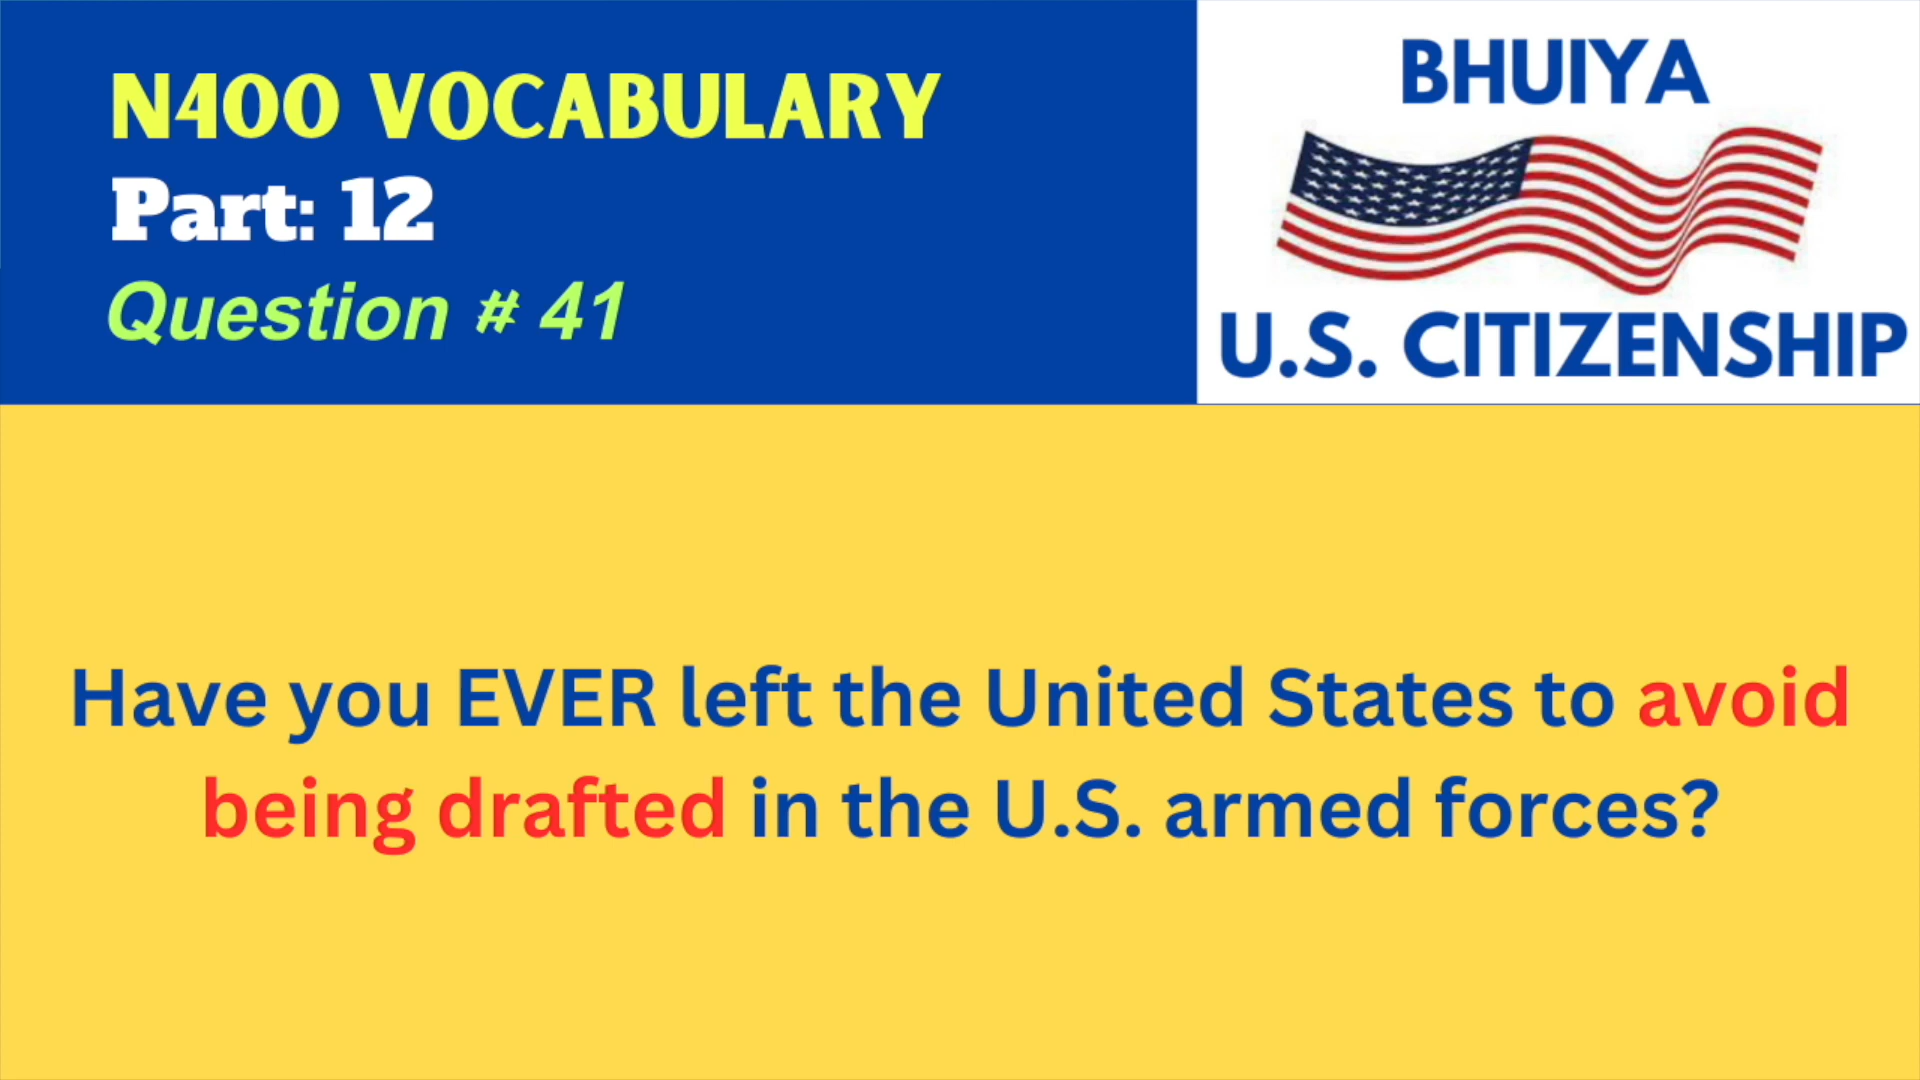 N400 VOCABULARY
Part: 12
Question # 41
BHUIYA
U.S. CITIZENSHIP
Have you EVER left the United States to avoid
being drafted in the U.S. armed forces?